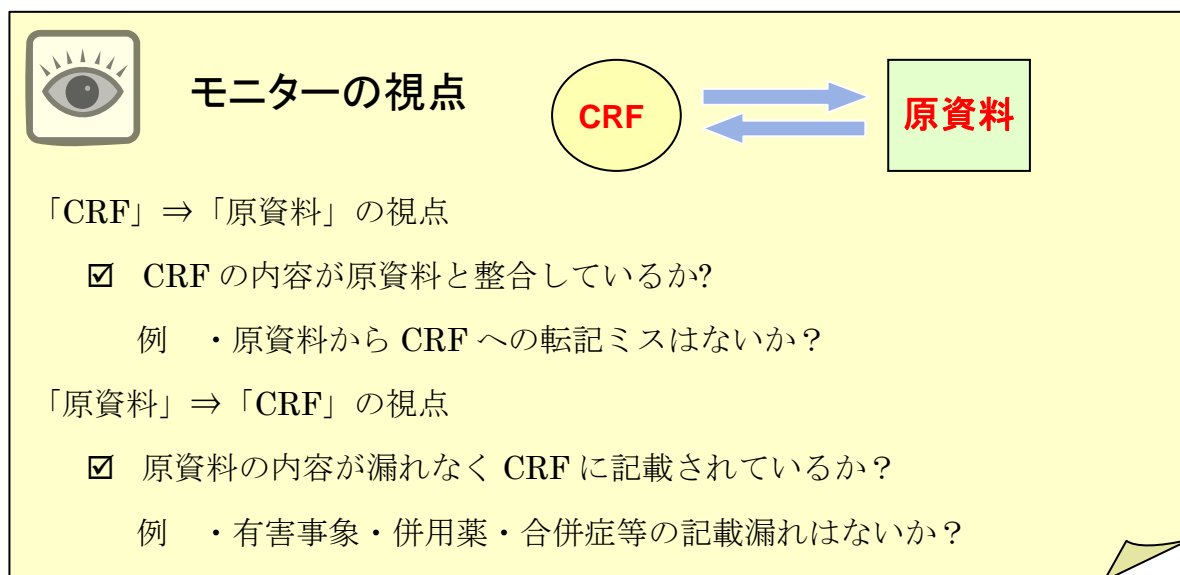 モニターの視点
CRF
原資料
「CRF」⇒「原資料」の視点
☑ CRF の内容が原資料と整合しているか?
例 ・原資料から CRF への転記ミスはないか？
「原資料」⇒「CRF」の視点
☑ 原資料の内容が漏れなく CRF に記載されているか？
例 ・有害事象・併用薬・合併症等の記載漏れはないか？